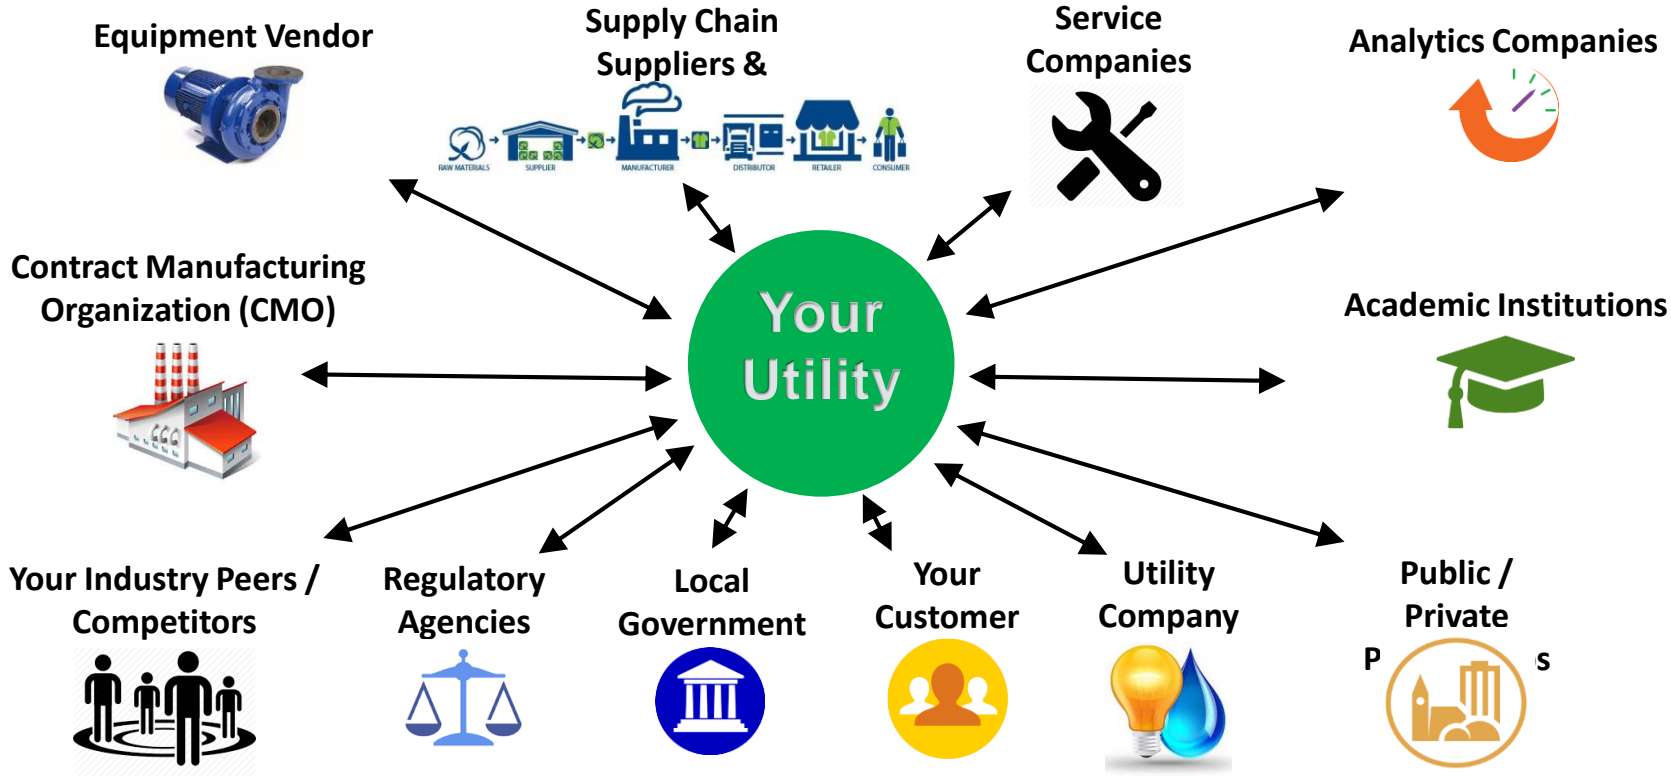 Equipment Vendor
Supply Chain
Suppliers &
Service
Companies
Analytics Companies
RAW MATERIALS
SUPPLIER
MANUFACTURER
DISTRIBUTOR
RETAILER
CONSUMER
Contract Manufacturing
Organization (CMO)
Your
Utility
Academic Institutions
Your Industry Peers /
Competitors
Regulatory
Agencies
Local
Government
Your
Customer
Utility
Company
Public /
Private